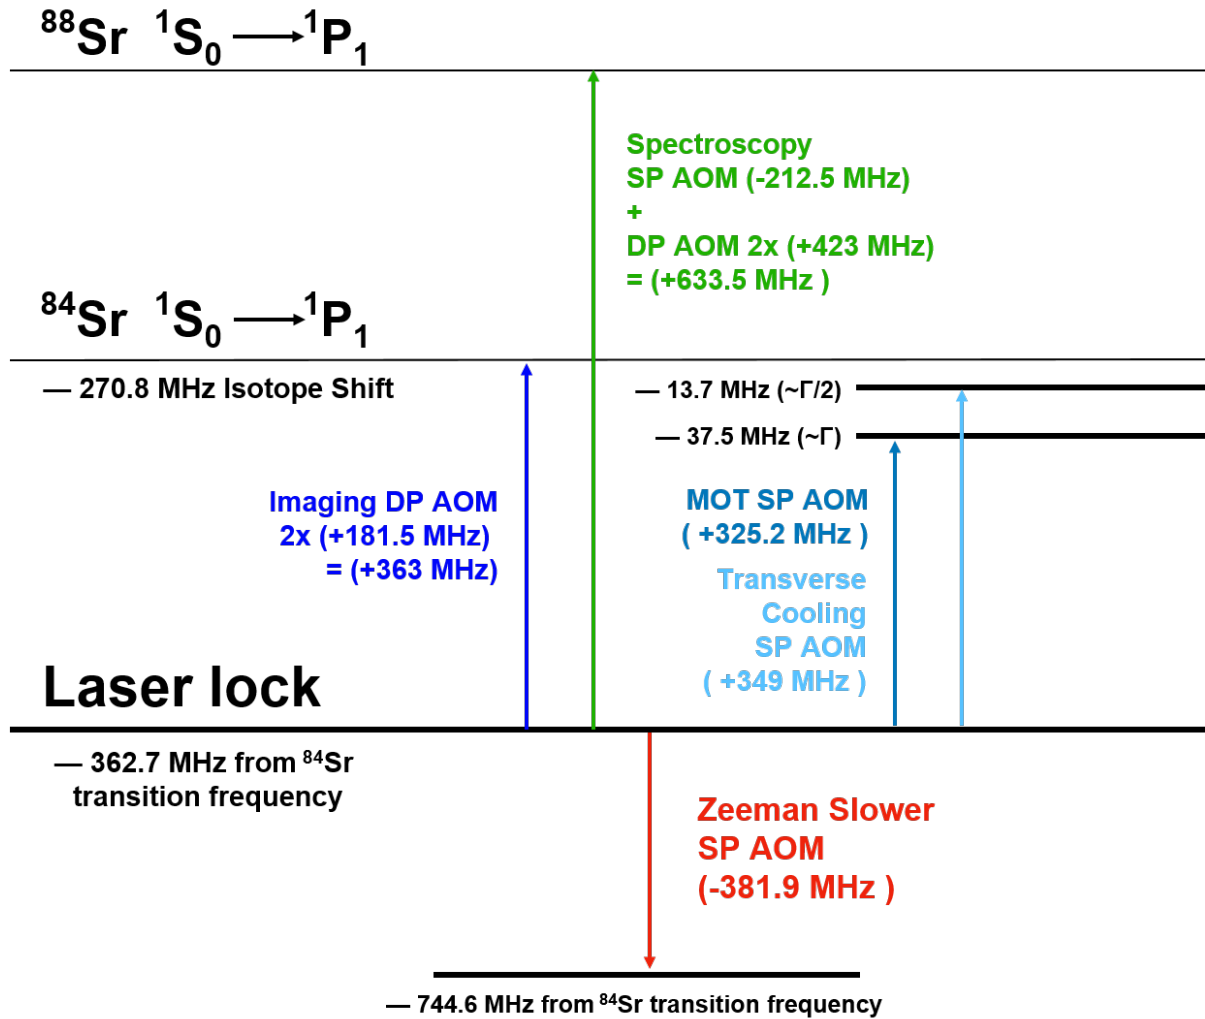 ⁸⁸Sr ¹S₀ ⟶ ¹P₁
Spectroscopy
SP AOM (-212.5 MHz)
+
DP AOM 2x (+423 MHz)
= (+633.5 MHz )
⁸⁴Sr ¹S₀ ⟶ ¹P₁
— 270.8 MHz Isotope Shift
— 13.7 MHz (~Γ/2)
— 37.5 MHz (~Γ)
Imaging DP AOM
2x (+181.5 MHz)
= (+363 MHz)
MOT SP AOM
( +325.2 MHz )
Transverse
Cooling
SP AOM
( +349 MHz )
Laser lock
— 362.7 MHz from ⁸⁴Sr
transition frequency
Zeeman Slower
SP AOM
(-381.9 MHz )
— 744.6 MHz from ⁸⁴Sr transition frequency